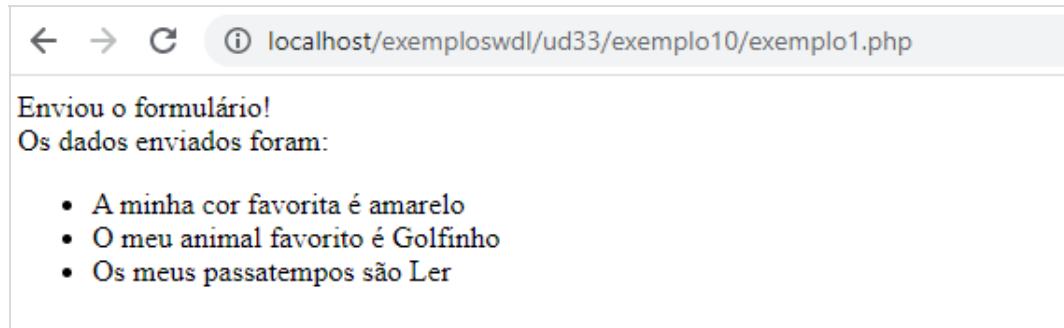 localhost/exemploswdl/ud33/exemplo10/exemplo1.php
Enviou o formulário!
Os dados enviados foram:
• A minha cor favorita é amarelo
• O meu animal favorito é Golfinho
• Os meus passatempos são Ler